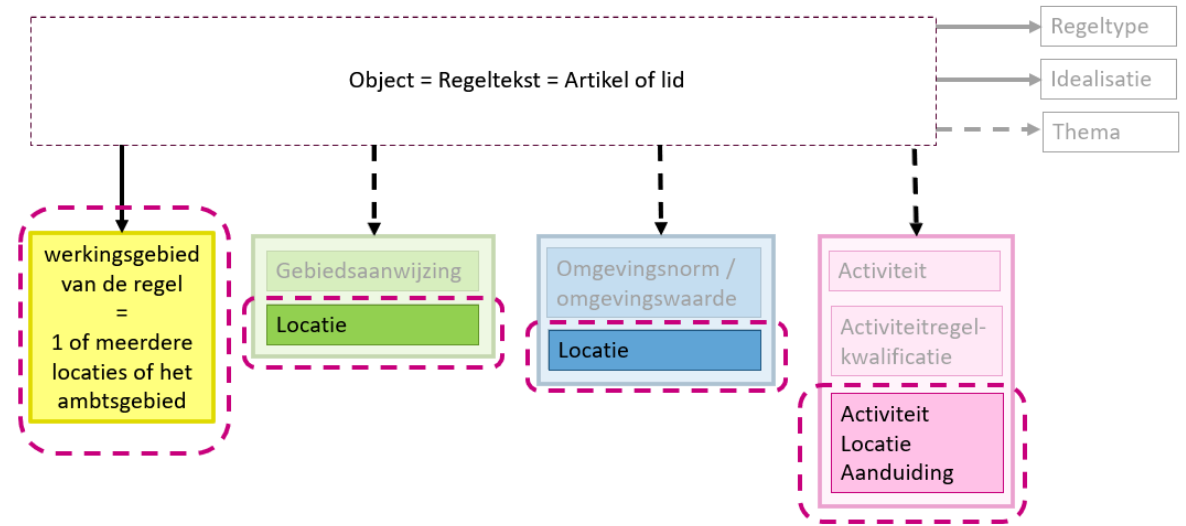 Object = Regeltekst = Artikel of lid
Regeltype
Idealisatie
Thema
werkingsgebied
van de regel
=
1 of meerdere
locaties of het
ambtsgebied
Gebiedsaanwijzing
Locatie
Omgevingsnorm /
omgevingswaarde
Locatie
Activiteit
Activiteitregel-
kwalificatie
Activiteit
Locatie
Aanduiding